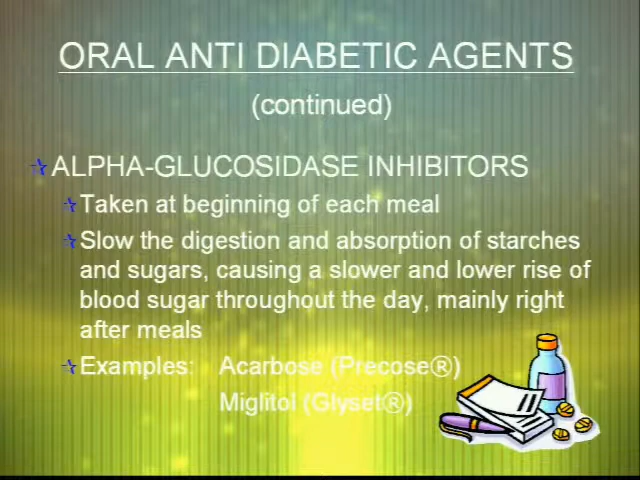 ORAL ANTI DIABETIC AGENTS
(continued)
ALPHA-GLUCOSIDASE INHIBITORS
Taken at beginning of each meal
Slow the digestion and absorption of starches
and sugars, causing a slower and lower rise of
blood sugar throughout the day, mainly right
after meals
Examples: Acarbose (Precose®)
Miglitol (Glyset®)